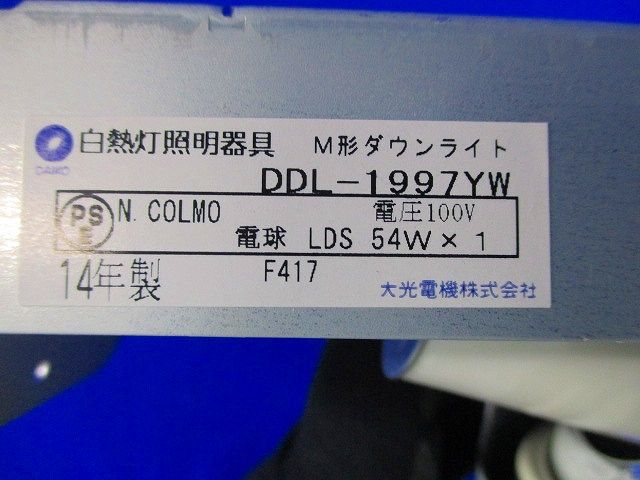 白熱灯照明器具 M形ダウンライト
DAIKO
DDL-1997YW
PS E N. COLMO 電圧100V
電球 LDS 54W×1
14年製 F417 大光電機株式会社